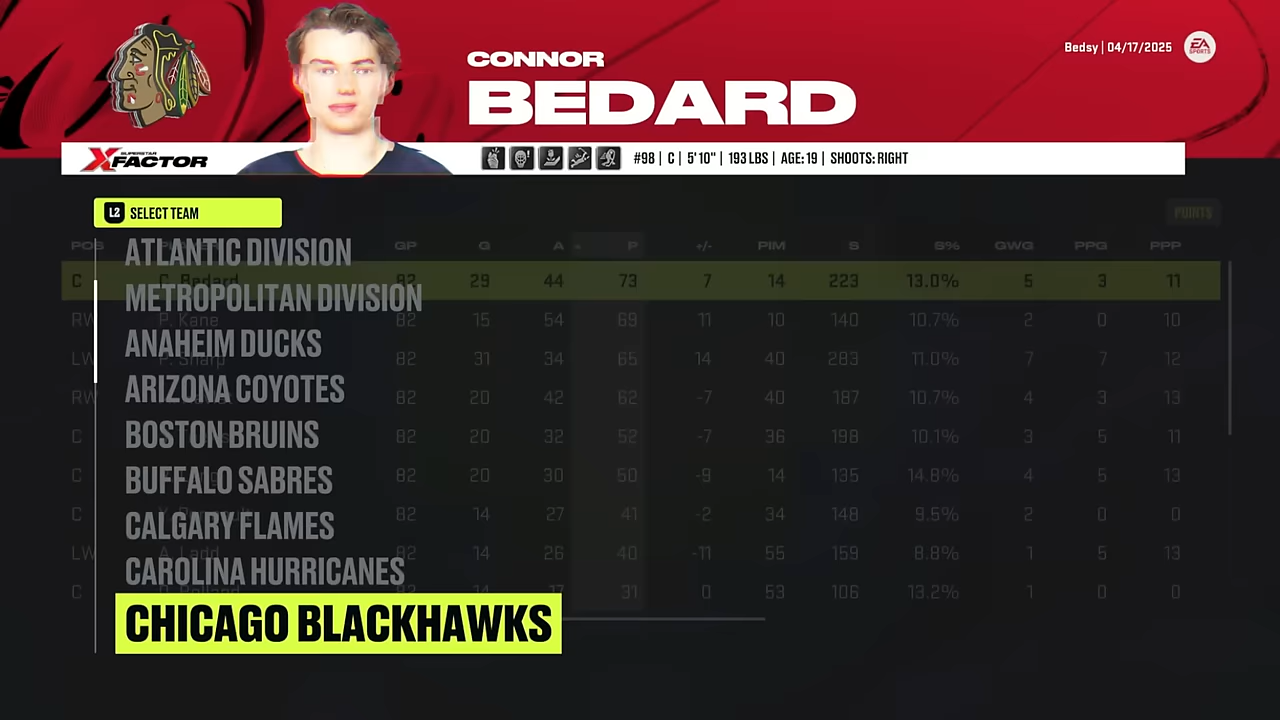 CONNOR
BEDARD
Bedsy | 04/17/2025
EA
SPORTS
SUPERSTAR
X-FACTOR
#98 | C | 5'10" | 193 LBS | AGE: 19 | SHOOTS: RIGHT
L2 SELECT TEAM
POINTS
POS GP G A P +/- PIM S S% GWG PPG PPP
ATLANTIC DIVISION
C C. Bedard 82 29 44 73 7 14 223 13.0% 5 3 11
METROPOLITAN DIVISION
RW P. Kane 82 15 54 69 11 10 140 10.7% 2 0 10
ANAHEIM DUCKS
LW P. Sharp 82 31 34 65 14 40 283 11.0% 7 7 12
ARIZONA COYOTES
RW 82 20 42 62 -7 40 187 10.7% 4 3 13
BOSTON BRUINS
C 82 20 32 52 -7 36 198 10.1% 3 5 11
BUFFALO SABRES
C 82 20 30 50 -9 14 135 14.8% 4 5 13
CALGARY FLAMES
C 82 14 27 41 -2 34 148 9.5% 2 0 0
CAROLINA HURRICANES
LW A. Ladd 82 14 26 40 -11 55 159 8.8% 1 5 13
C 82 14 17 31 0 53 106 13.2% 1 0 0
CHICAGO BLACKHAWKS